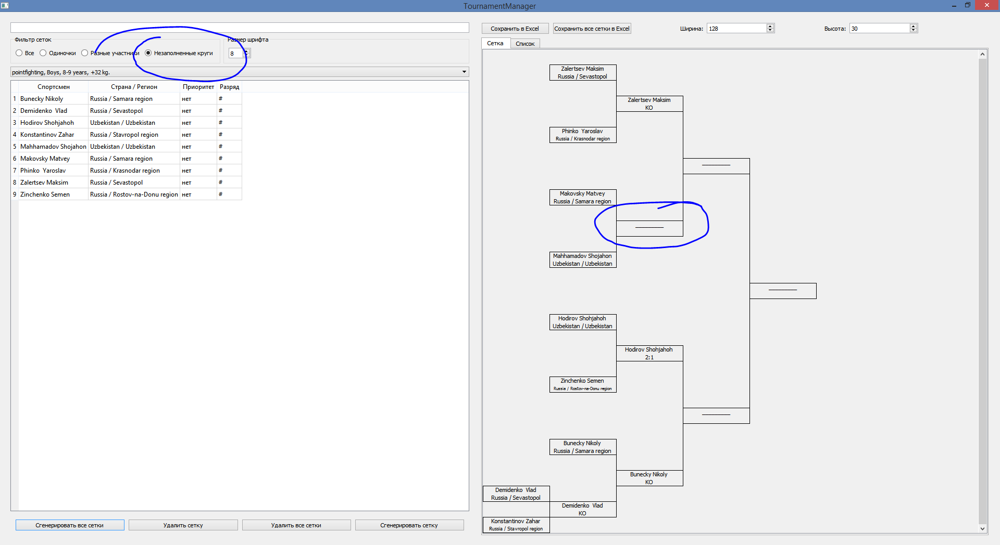 TournamentManager
Фильтр сеток
Размер шрифта
Все Одиночки Разные участники Незаполненные круги
8
pointfighting, Boys, 8-9 years, +32 kg.
Спортсмен Страна / Регион Приоритет Разряд
1 Bunecky Nikoly Russia / Samara region нет #
2 Demidenko Vlad Russia / Sevastopol нет #
3 Hodirov Shohjahoh Uzbekistan / Uzbekistan нет #
4 Konstantinov Zahar Russia / Stavropol region нет #
5 Mahhamadov Shojahon Uzbekistan / Uzbekistan нет #
6 Makovsky Matvey Russia / Samara region нет #
7 Phinko Yaroslav Russia / Krasnodar region нет #
8 Zalertsev Maksim Russia / Sevastopol нет #
9 Zinchenko Semen Russia / Rostov-na-Donu region нет #
Сгенерировать все сетки Удалить сетку Удалить все сетки Сгенерировать сетку
Сохранить в Excel Сохранить все сетки в Excel Ширина: 128 Высота: 30
Сетка Список
Zalertsev Maksim
Russia / Sevastopol
Zalertsev Maksim
KO
Phinko Yaroslav
Russia / Krasnodar region
Makovsky Matvey
Russia / Samara region
Mahhamadov Shojahon
Uzbekistan / Uzbekistan
Hodirov Shohjahoh
Uzbekistan / Uzbekistan
Hodirov Shohjahoh
2:1
Zinchenko Semen
Russia / Rostov-na-Donu region
Bunecky Nikoly
Russia / Samara region
Bunecky Nikoly
KO
Demidenko Vlad
Russia / Sevastopol
Demidenko Vlad
KO
Konstantinov Zahar
Russia / Stavropol region